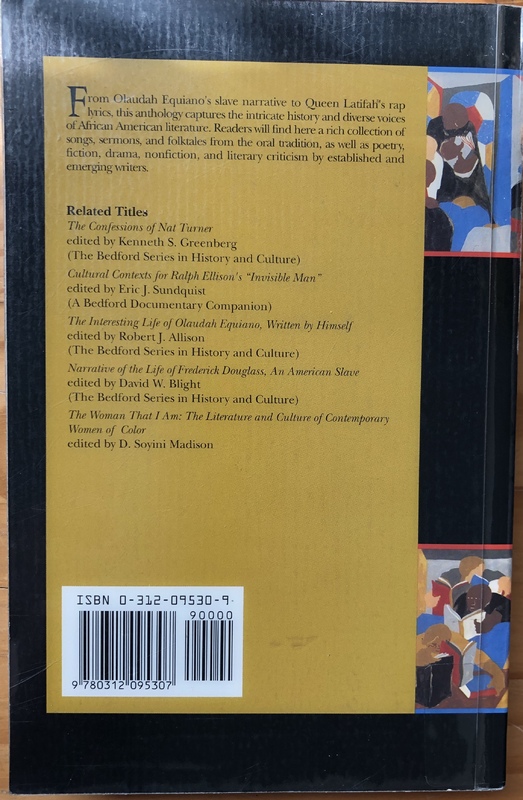 From Olaudah Equiano's slave narrative to Queen Latifah's rap
lyrics, this anthology captures the intricate history and diverse voices
of African American literature. Readers will find here a rich collection of
songs, sermons, and folktales from the oral tradition, as well as poetry,
fiction, drama, nonfiction, and literary criticism by established and
emerging writers.
Related Titles
The Confessions of Nat Turner
edited by Kenneth S. Greenberg
(The Bedford Series in History and Culture)
Cultural Contexts for Ralph Ellison's "Invisible Man"
edited by Eric J. Sundquist
(A Bedford Documentary Companion)
The Interesting Life of Olaudah Equiano, Written by Himself
edited by Robert J. Allison
(The Bedford Series in History and Culture)
Narrative of the Life of Frederick Douglass, An American Slave
edited by David W. Blight
(The Bedford Series in History and Culture)
The Woman That I Am: The Literature and Culture of Contemporary
Women of Color
edited by D. Soyini Madison
ISBN 0-312-09530-9
90000
9 780312 095307